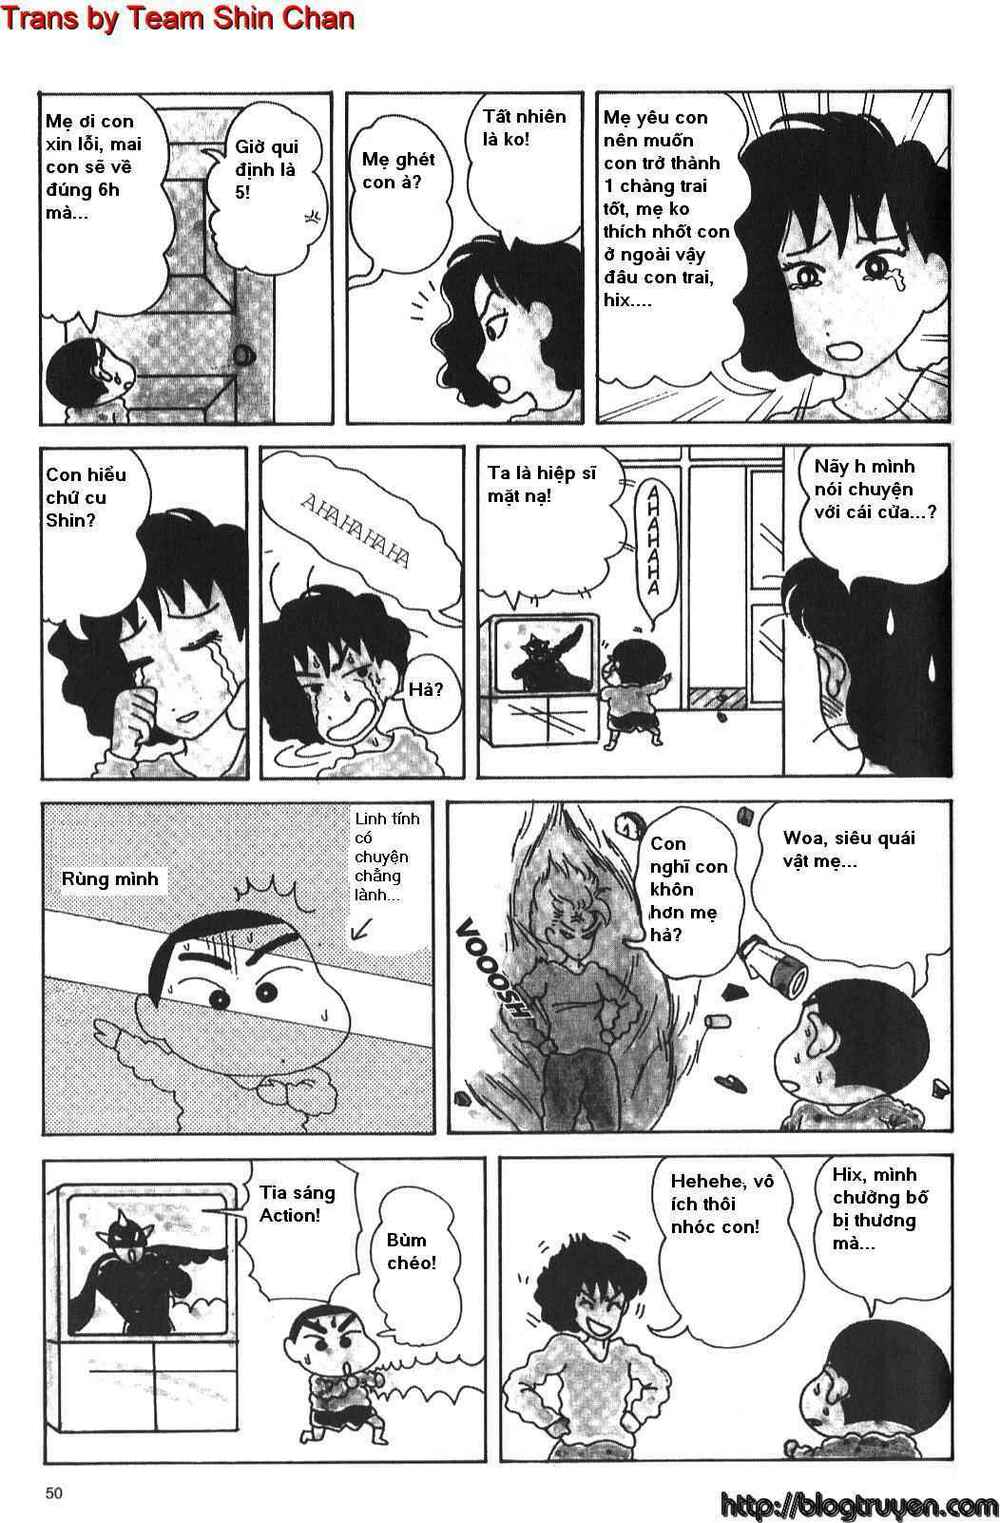 Trans by Team Shin Chan
Mẹ ơi con
xin lỗi, mai
con sẽ về
đúng 6h
mà...
Giờ qui
định là
5!
Mẹ ghét
con à?
Tất nhiên
là ko!
Mẹ yêu con
nên muốn
con trở thành
1 chàng trai
tốt, mẹ ko
thích nhốt con
ở ngoài vậy
đâu con trai,
hix....
Con hiểu
chứ cu
Shin?
AHAHAHAHA
Hả?
Ta là hiệp sĩ
mặt nạ!
AHAHAHA
Nãy h mình
nói chuyện
với cái cửa...?
Rùng mình
Linh tính
có
chuyện
chẳng
lành...
VOOOSH
Con
nghĩ con
khôn
hơn mẹ
hả?
Woa, siêu quái
vật mẹ...
Tia sáng
Action!
Bùm
chéo!
Hehehe, vô
ích thôi
nhóc con!
Hix, mình
chưởng bố
bị thương
mà...
50
http://blogtruyen.com